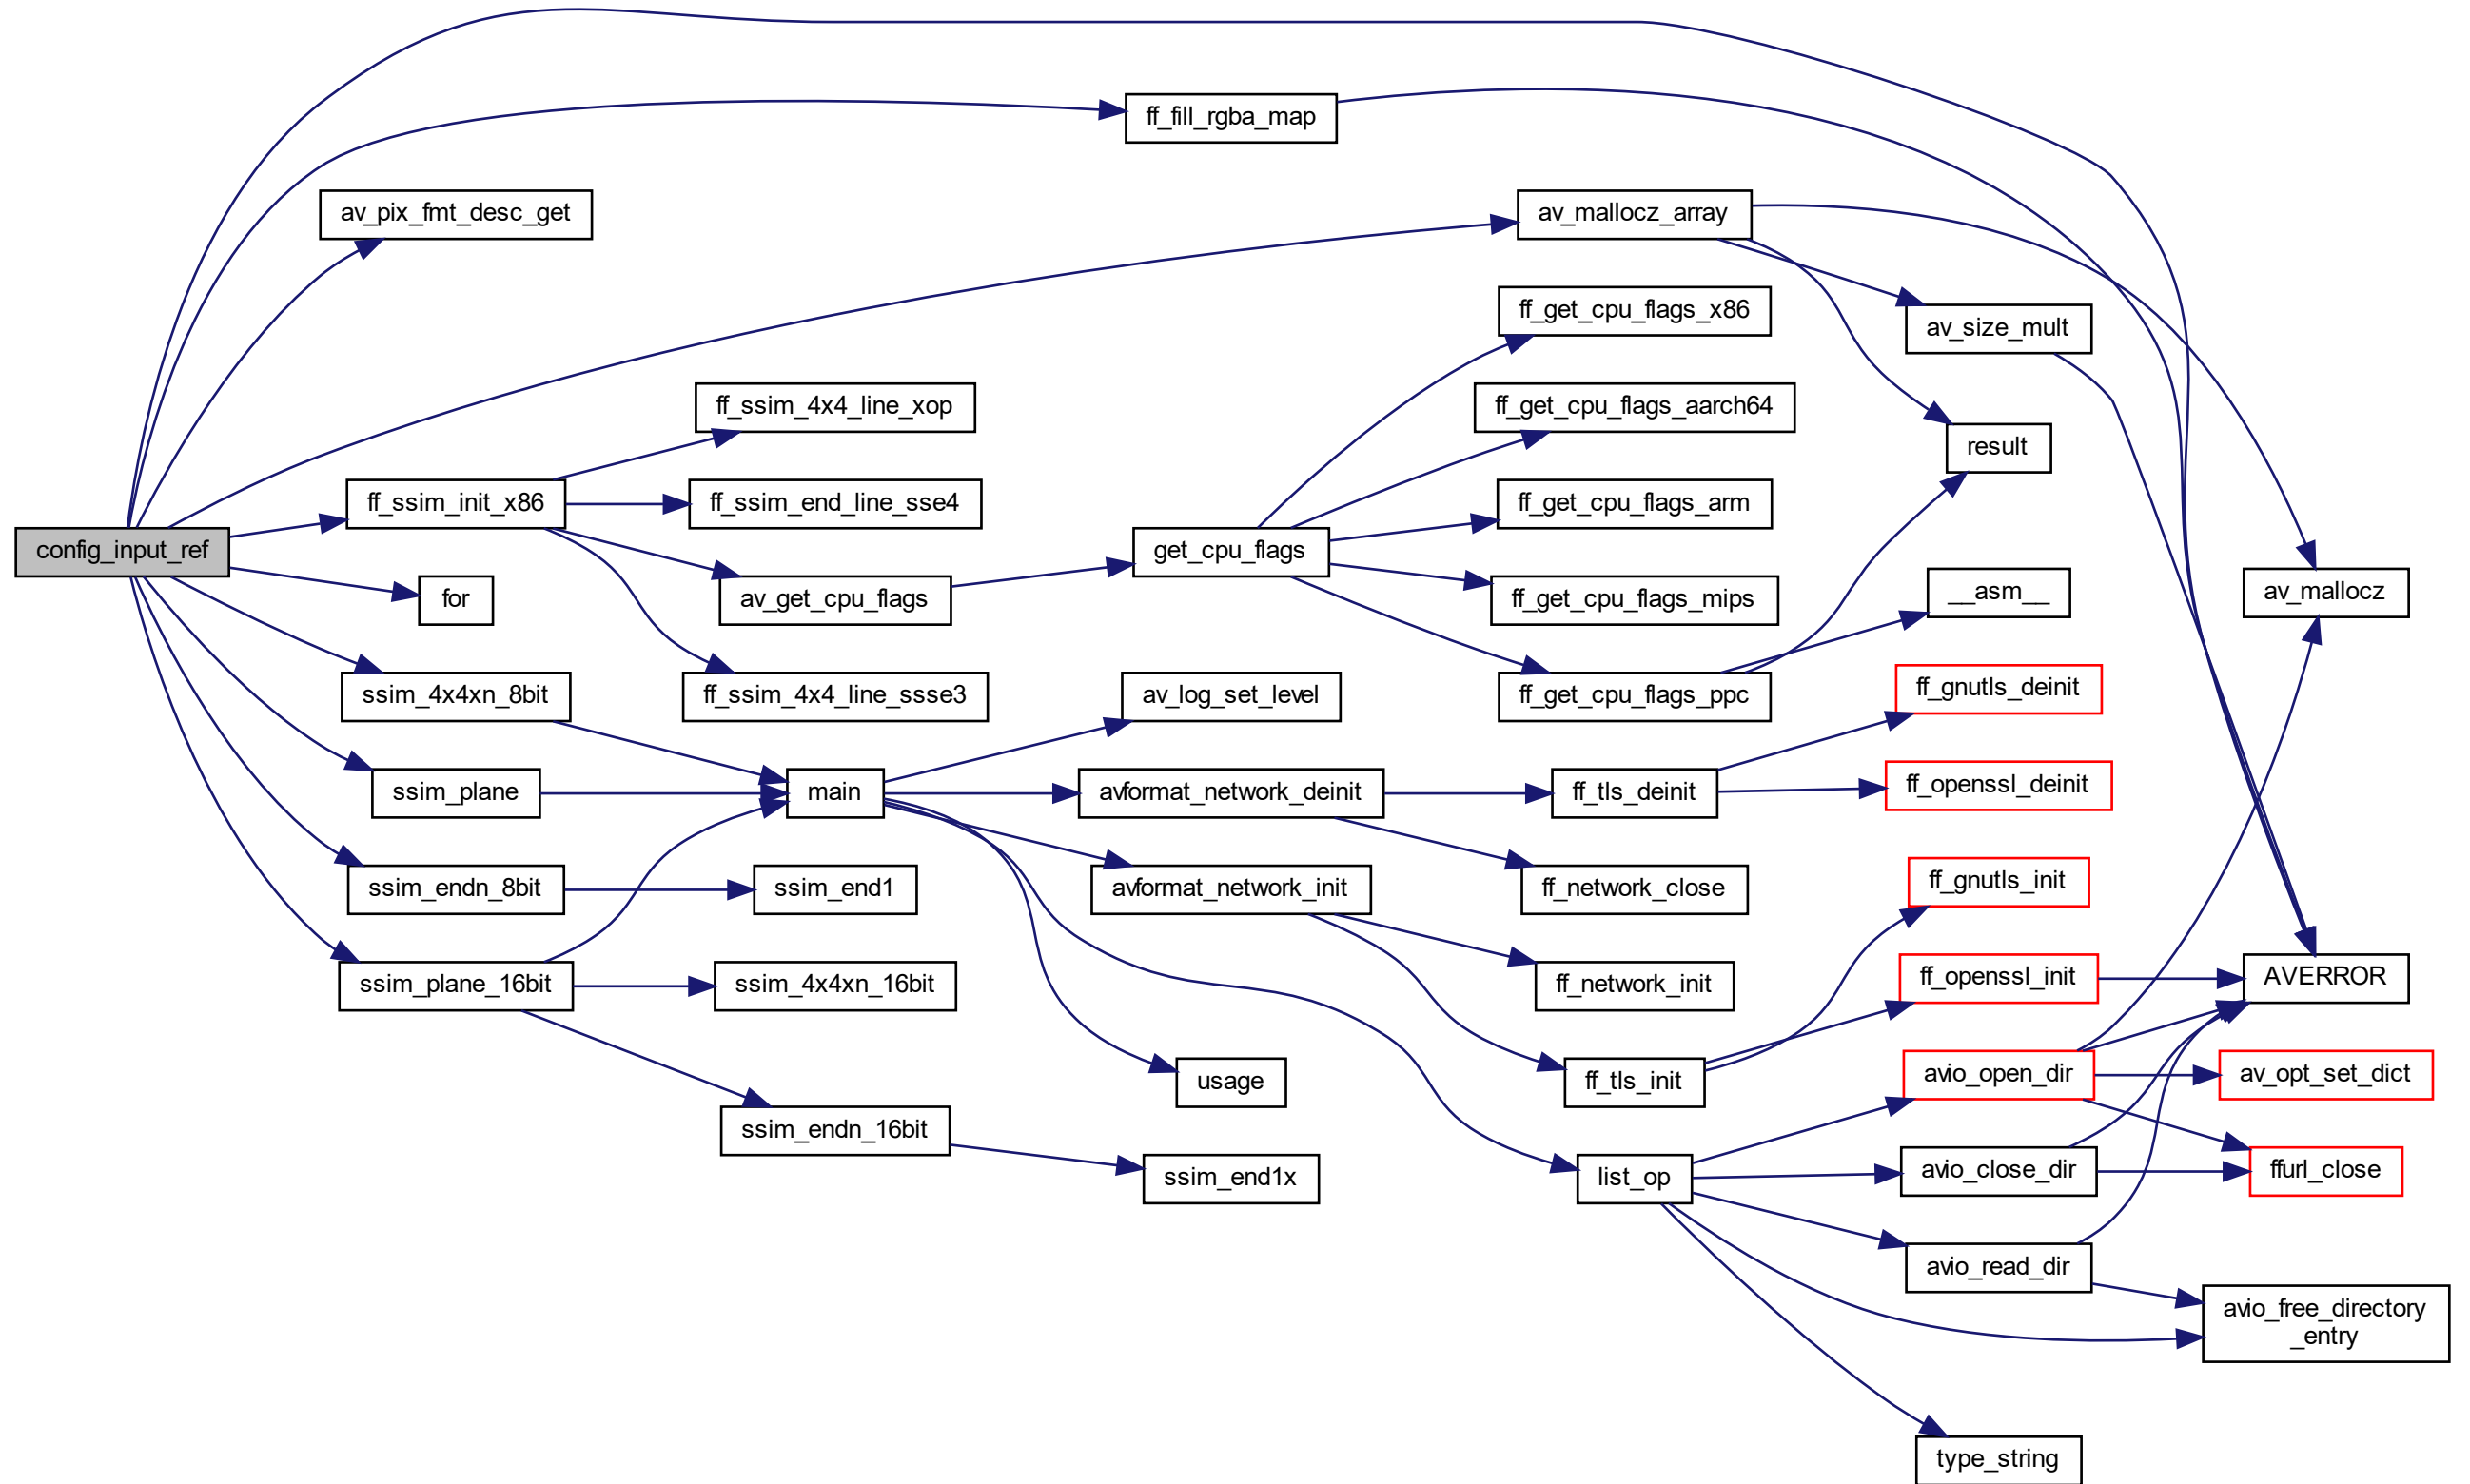 ff_fill_rgba_map
av_pix_fmt_desc_get
av_mallocz_array
ff_get_cpu_flags_x86
av_size_mult
ff_ssim_4x4_line_xop
ff_get_cpu_flags_aarch64
result
ff_ssim_init_x86
ff_ssim_end_line_sse4
ff_get_cpu_flags_arm
config_input_ref
get_cpu_flags
for
av_get_cpu_flags
ff_get_cpu_flags_mips
__asm__
av_mallocz
ssim_4x4xn_8bit
ff_ssim_4x4_line_ssse3
av_log_set_level
ff_get_cpu_flags_ppc
ff_gnutls_deinit
ssim_plane
main
avformat_network_deinit
ff_tls_deinit
ff_openssl_deinit
ssim_endn_8bit
ssim_end1
avformat_network_init
ff_network_close
ff_gnutls_init
ssim_plane_16bit
ssim_4x4xn_16bit
ff_network_init
ff_openssl_init
AVERROR
usage
ff_tls_init
avio_open_dir
av_opt_set_dict
ssim_endn_16bit
ssim_end1x
list_op
avio_close_dir
ffurl_close
avio_read_dir
avio_free_directory
_entry
type_string